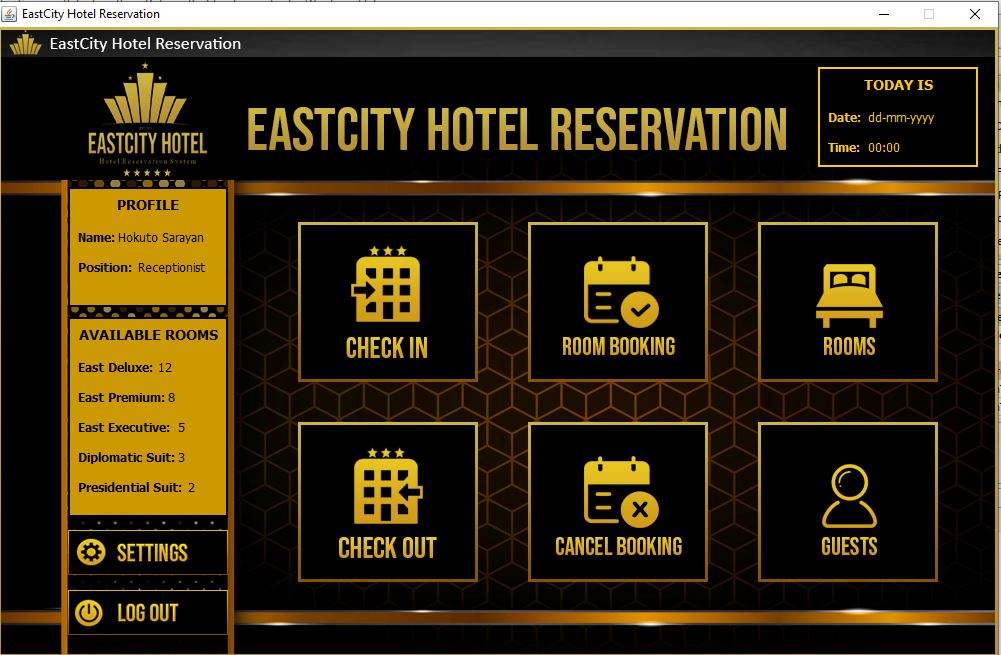 EastCity Hotel Reservation
EastCity Hotel Reservation
EASTCITY HOTEL
Hotel Reservation System
EASTCITY HOTEL RESERVATION
TODAY IS
Date: dd-mm-yyyy
Time: 00:00
PROFILE
Name: Hokuto Sarayan
Position: Receptionist
AVAILABLE ROOMS
East Deluxe: 12
East Premium: 8
East Executive: 5
Diplomatic Suit: 3
Presidential Suit: 2
SETTINGS
LOG OUT
CHECK IN
ROOM BOOKING
ROOMS
CHECK OUT
CANCEL BOOKING
GUESTS